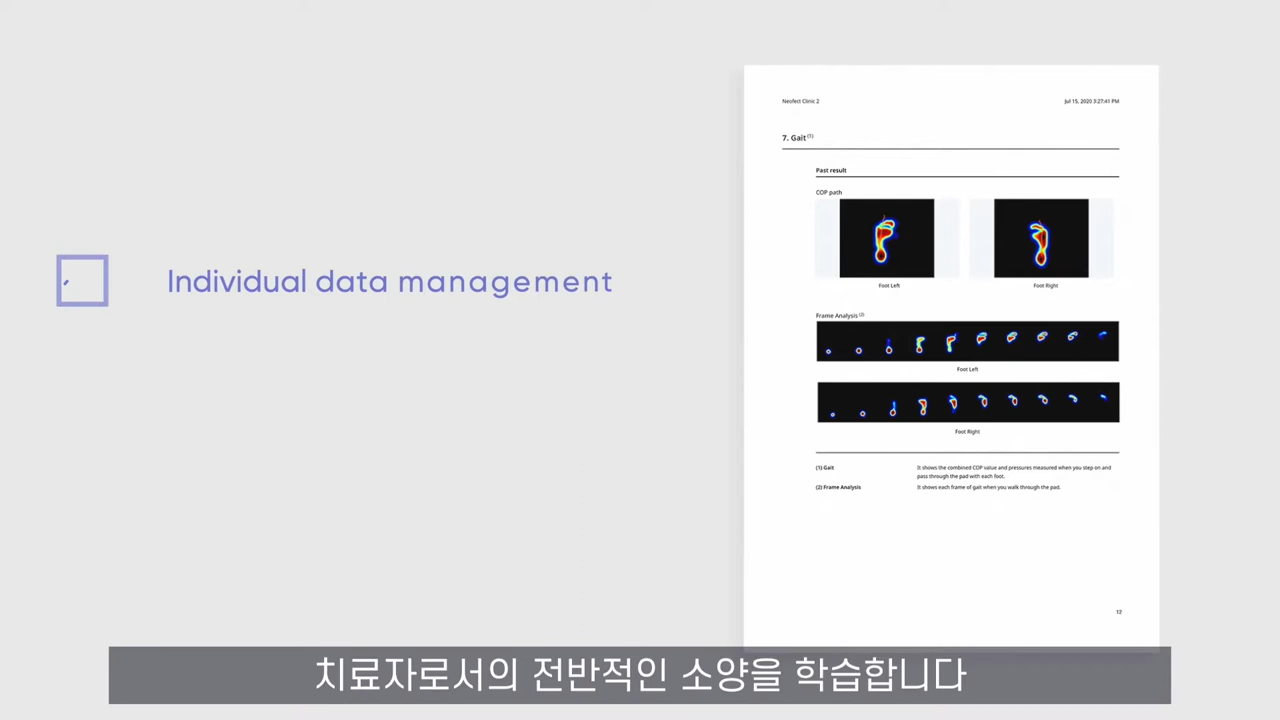 Individual data management
Neofect Clinic 2
Jul 15, 2020 3:27:41 PM
7. Gait (1)
Past result
COP path
Foot Left
Foot Right
Frame Analysis (2)
Foot Left
Foot Right
(1) Gait
It shows the combined COP value and pressures measured when you step on and
pass through the pad with each foot.
(2) Frame Analysis
It shows each frame of gait when you walk through the pad.
12
치료자로서의 전반적인 소양을 학습합니다